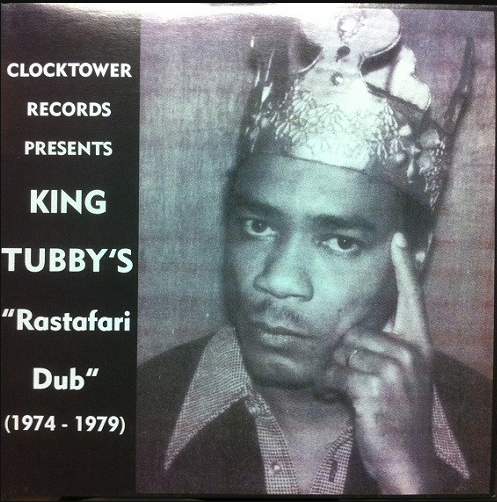 CLOCKTOWER
RECORDS
PRESENTS
KING
TUBBY'S
"Rastafari
Dub"
(1974 - 1979)